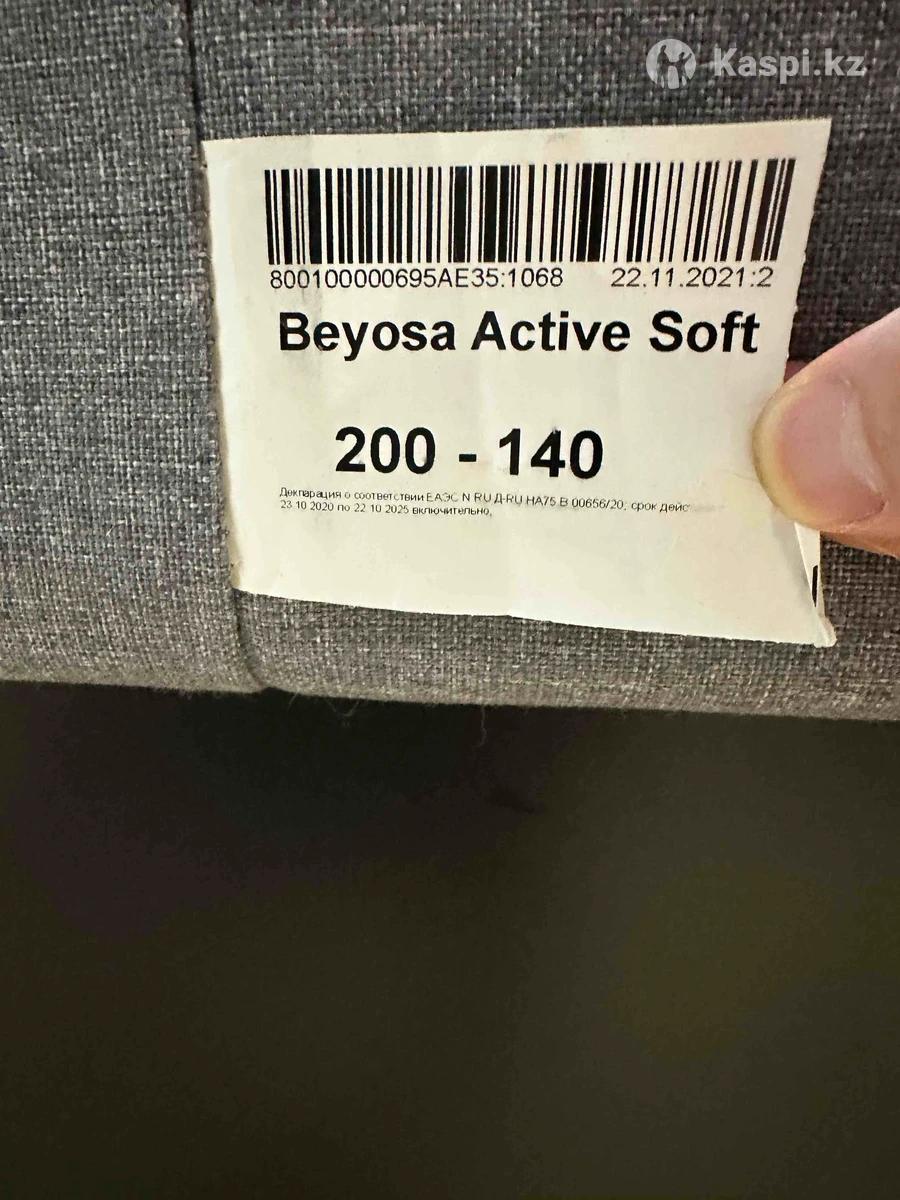 Kaspi.kz
800100000695AE35:1068 22.11.2021:2
Beyosa Active Soft
200 - 140
Декларация о соответствии ЕАЭС N RU Д-RU НА75 В 00656/20, срок дейс
23 10 2020 по 22 10 2025 включительно,